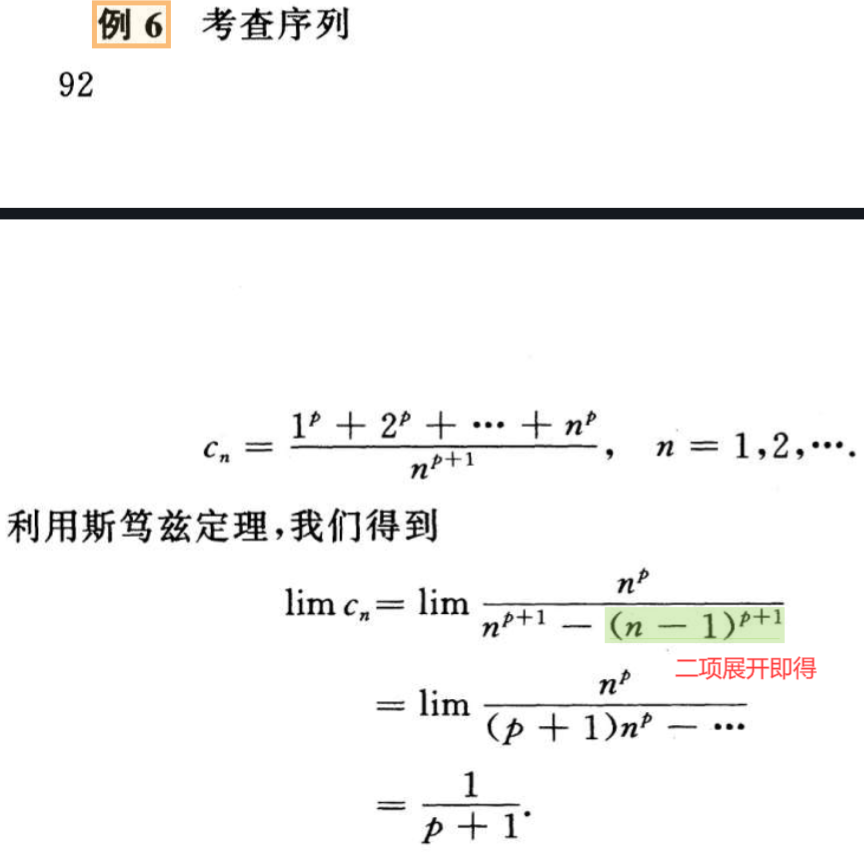 例 6 考查序列
92
c_n = \frac{1^p + 2^p + \cdots + n^p}{n^{p+1}}, n = 1,2,\cdots.
利用斯笃兹定理,我们得到
\lim c_n = \lim \frac{n^p}{n^{p+1} - (n - 1)^{p+1}}
二项展开即得
= \lim \frac{n^p}{(p + 1)n^p - \cdots}
= \frac{1}{p + 1}.